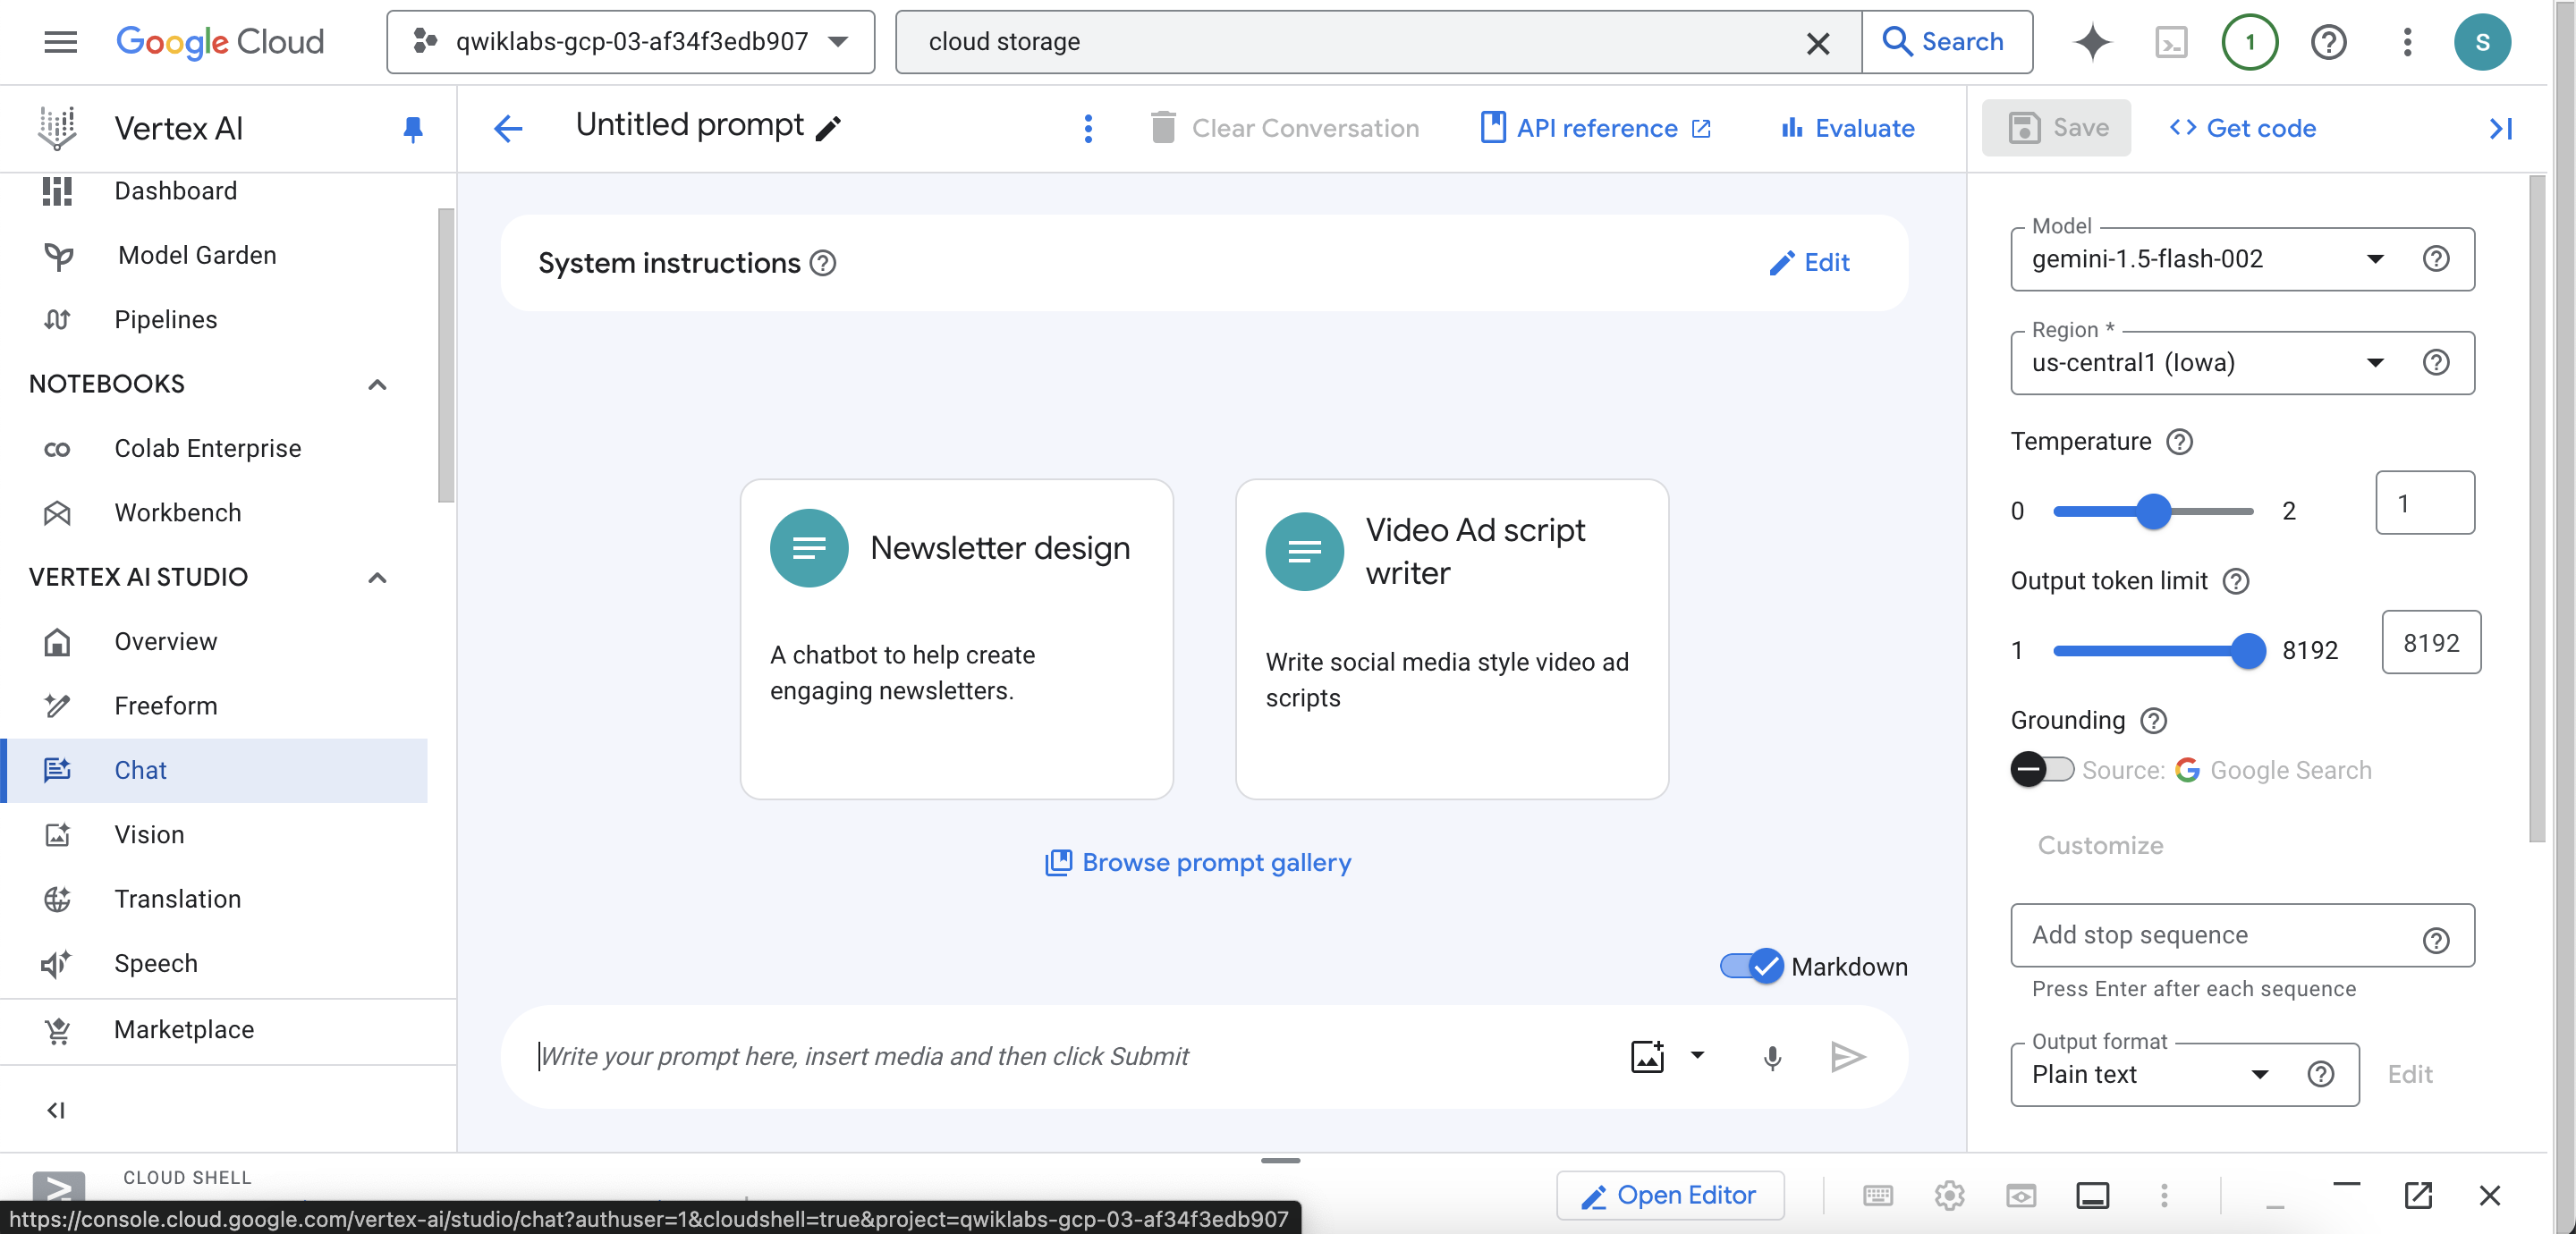 Google Cloud
qwiklabs-gcp-03-af34f3edb907
cloud storage
Search
1
S
Vertex AI
Dashboard
Model Garden
Pipelines
NOTEBOOKS
Colab Enterprise
Workbench
VERTEX AI STUDIO
Overview
Freeform
Chat
Vision
Translation
Speech
Marketplace
Untitled prompt
Clear Conversation
API reference
Evaluate
Save
Get code
System instructions
Edit
Newsletter design
A chatbot to help create
engaging newsletters.
Video Ad script
writer
Write social media style video ad
scripts
Browse prompt gallery
Markdown
Write your prompt here, insert media and then click Submit
Model
gemini-1.5-flash-002
Region *
us-central1 (Iowa)
Temperature
0 2 1
Output token limit
1 8192 8192
Grounding
Source: Google Search
Customize
Add stop sequence
Press Enter after each sequence
Output format
Plain text
Edit
CLOUD SHELL
Open Editor
https://console.cloud.google.com/vertex-ai/studio/chat?authuser=1&cloudshell=true&project=qwiklabs-gcp-03-af34f3edb907